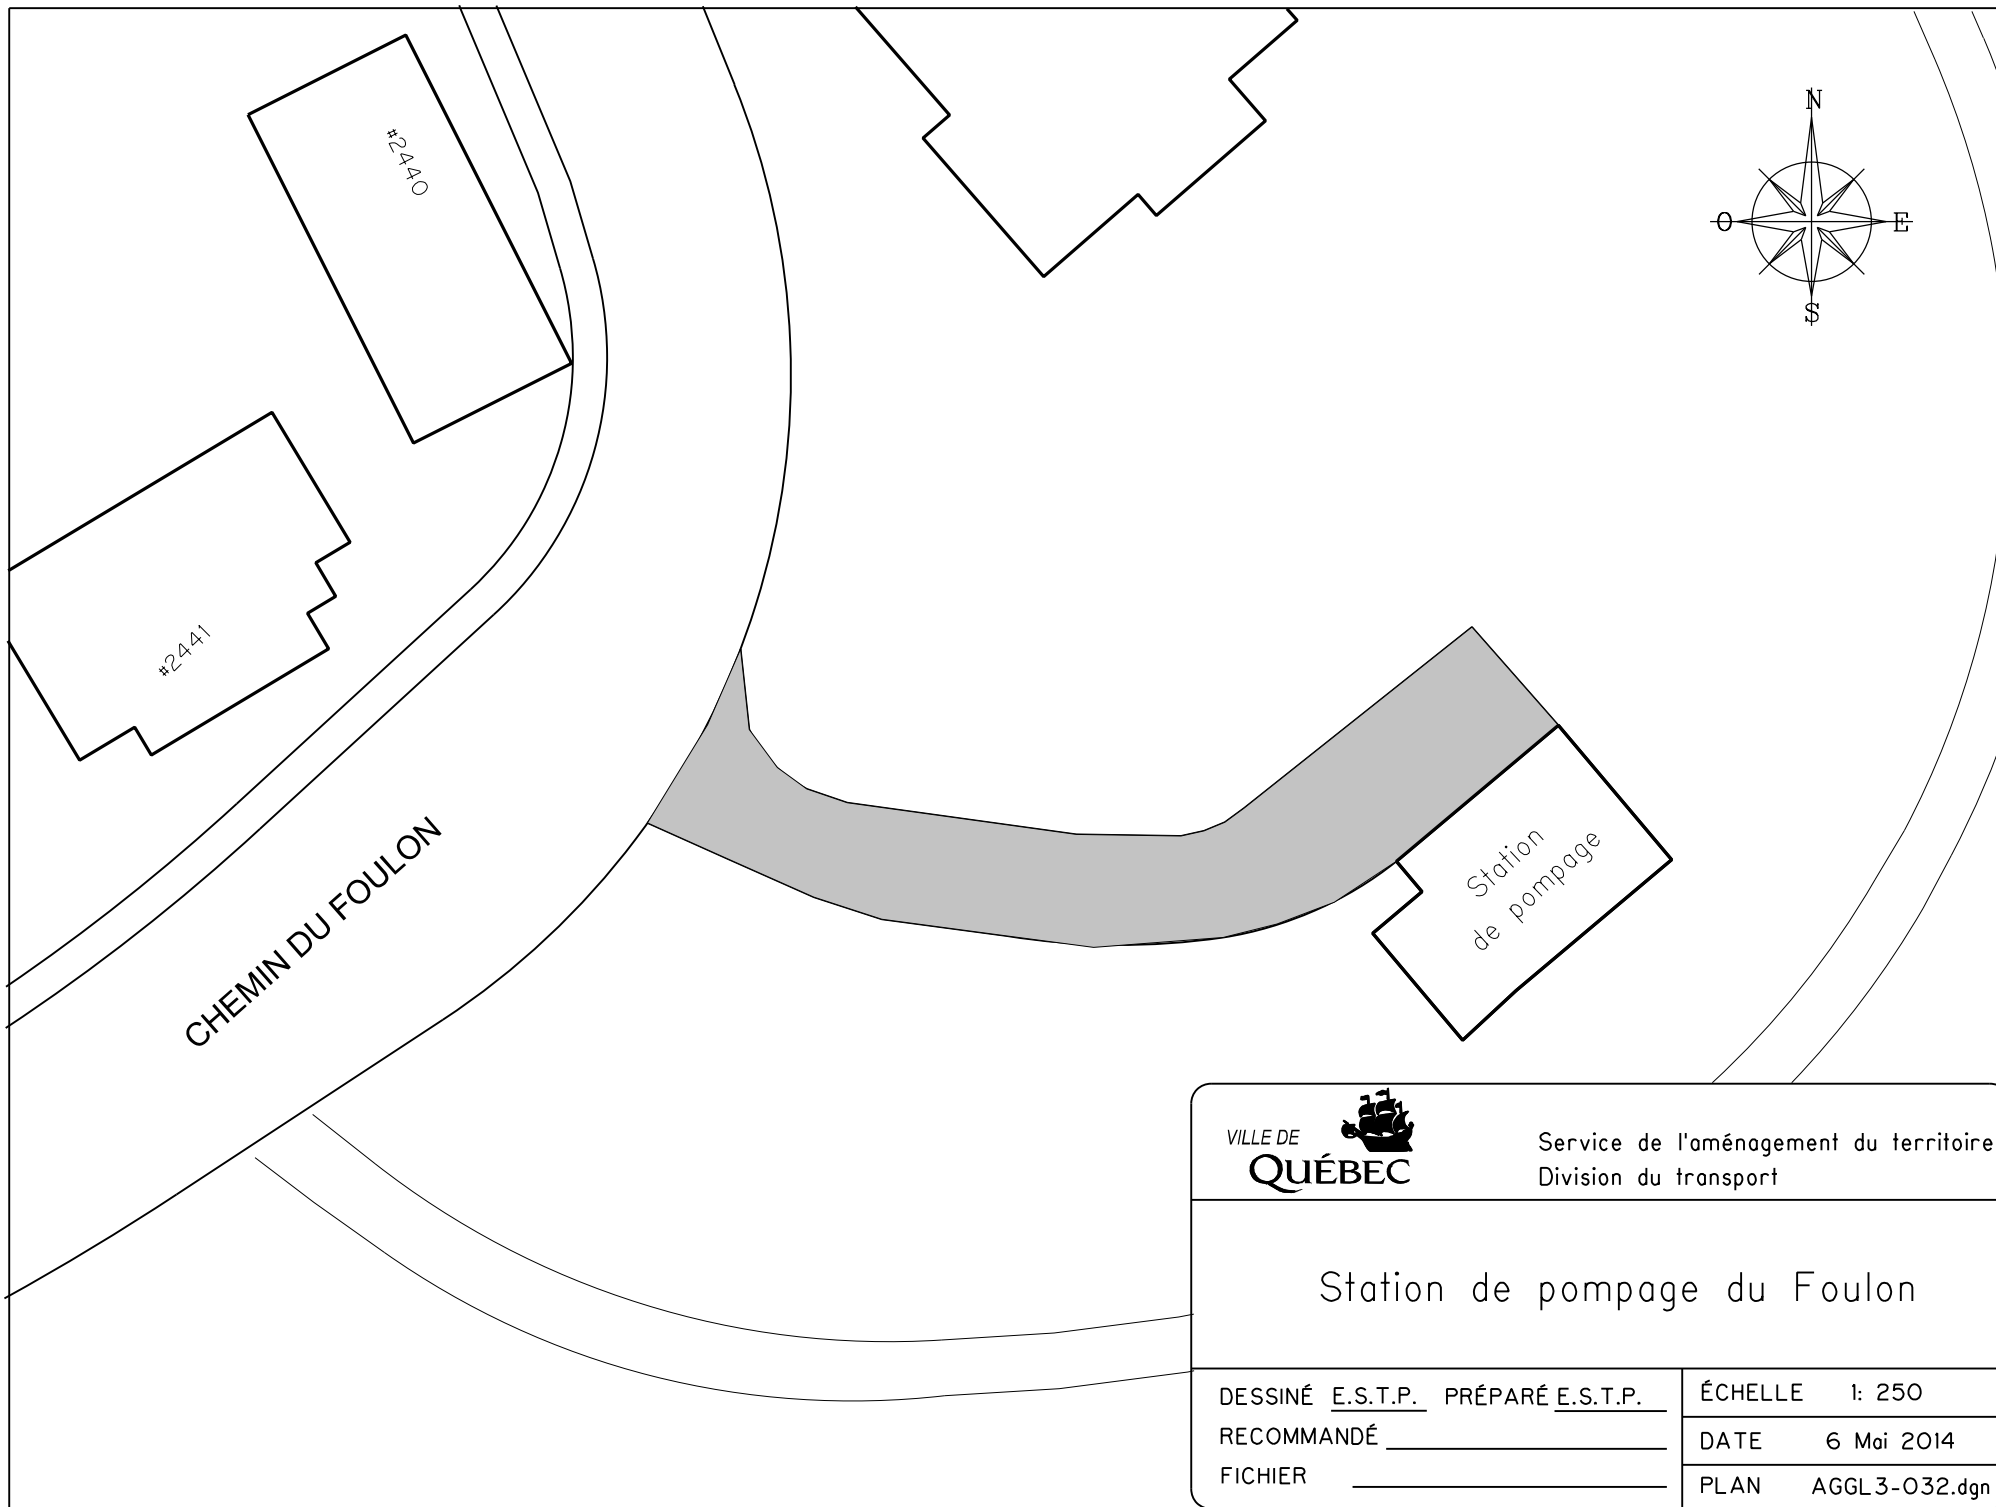 #2440
N
O
E
S
#2441
CHEMIN DU FOULON
Station
de pompage
VILLE DE
QUÉBEC
Service de l'aménagement du territoire
Division du transport
Station de pompage du Foulon
DESSINÉ E.S.T.P. PRÉPARÉ E.S.T.P.
RECOMMANDÉ
FICHIER
ÉCHELLE 1: 250
DATE 6 Mai 2014
PLAN AGGL3-032.dgn